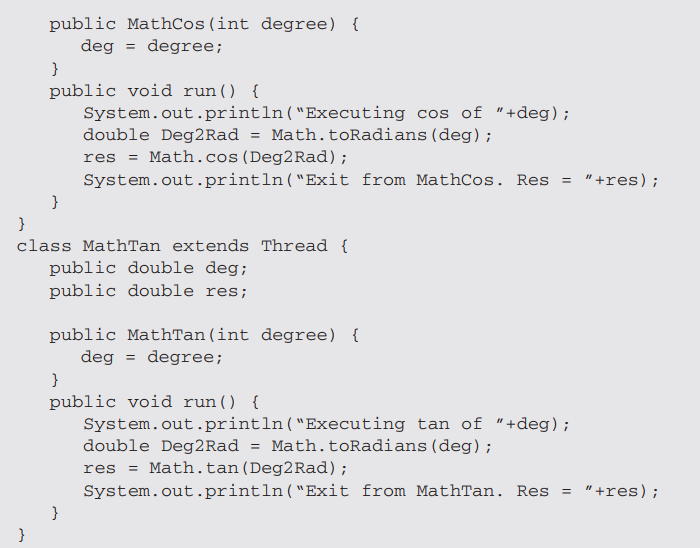 public MathCos(int degree) {
deg = degree;
}
public void run() {
System.out.println(“Executing cos of ”+deg);
double Deg2Rad = Math.toRadians(deg);
res = Math.cos(Deg2Rad);
System.out.println(“Exit from MathCos. Res = ”+res);
}
}
class MathTan extends Thread {
public double deg;
public double res;
public MathTan(int degree) {
deg = degree;
}
public void run() {
System.out.println(“Executing tan of ”+deg);
double Deg2Rad = Math.toRadians(deg);
res = Math.tan(Deg2Rad);
System.out.println(“Exit from MathTan. Res = ”+res);
}
}